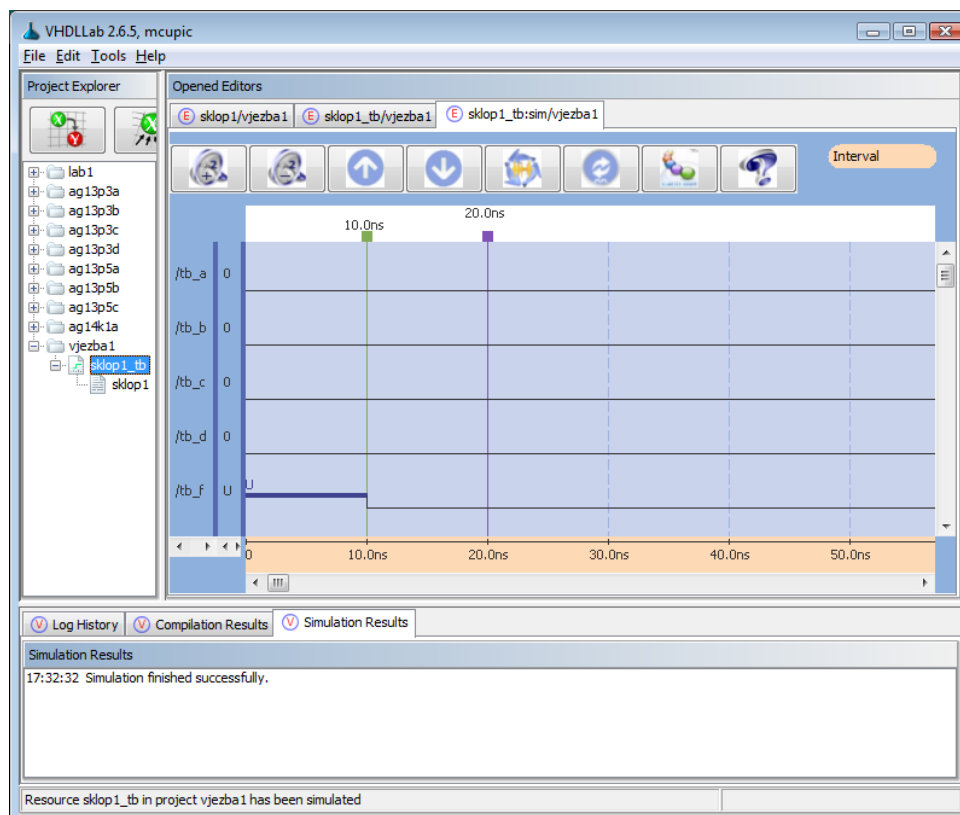 VHDLLab 2.6.5, mcupic
File Edit Tools Help
Project Explorer
X
Y
X
lab1
ag13p3a
ag13p3b
ag13p3c
ag13p3d
ag13p5a
ag13p5b
ag13p5c
ag14k1a
vjezba1
sklop1_tb
sklop1
Opened Editors
E sklop1/vjezba1 E sklop1_tb/vjezba1 E sklop1_tb:sim/vjezba1
Interval
10.0ns 20.0ns
/tb_a 0
/tb_b 0
/tb_c 0
/tb_d 0
/tb_f U U
0 10.0ns 20.0ns 30.0ns 40.0ns 50.0ns
V Log History V Compilation Results V Simulation Results
Simulation Results
17:32:32 Simulation finished successfully.
Resource sklop1_tb in project vjezba1 has been simulated